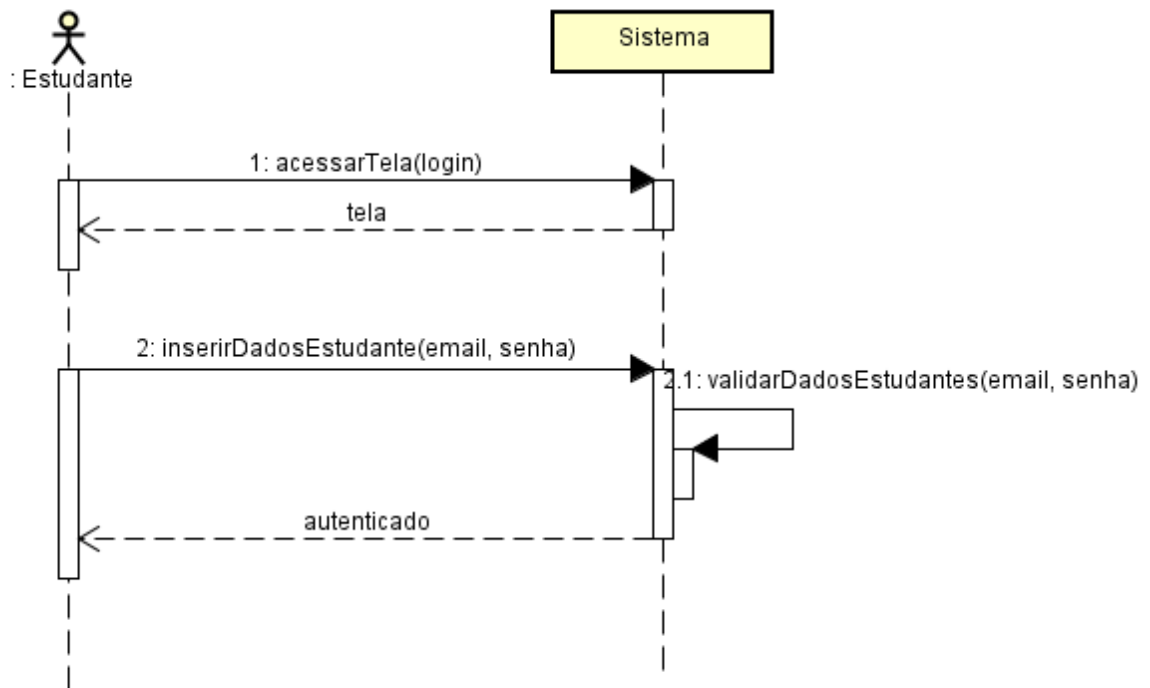 Sistema
: Estudante
1: acessarTela(login)
tela
2: inserirDadosEstudante(email, senha)
2.1: validarDadosEstudantes(email, senha)
autenticado